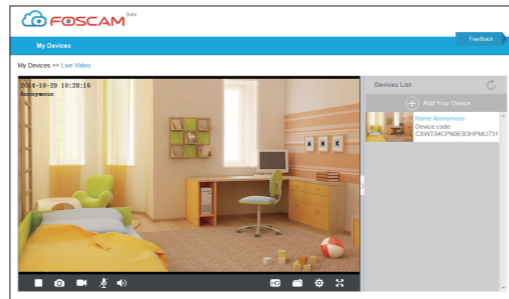 FOSCAM Beta
Feedback
My Devices
My Devices >> Live Video
2014-10-20 10:28:16
Anonymous
Devices List
Add Your Device
Name:Anonymous
Device code:
HD